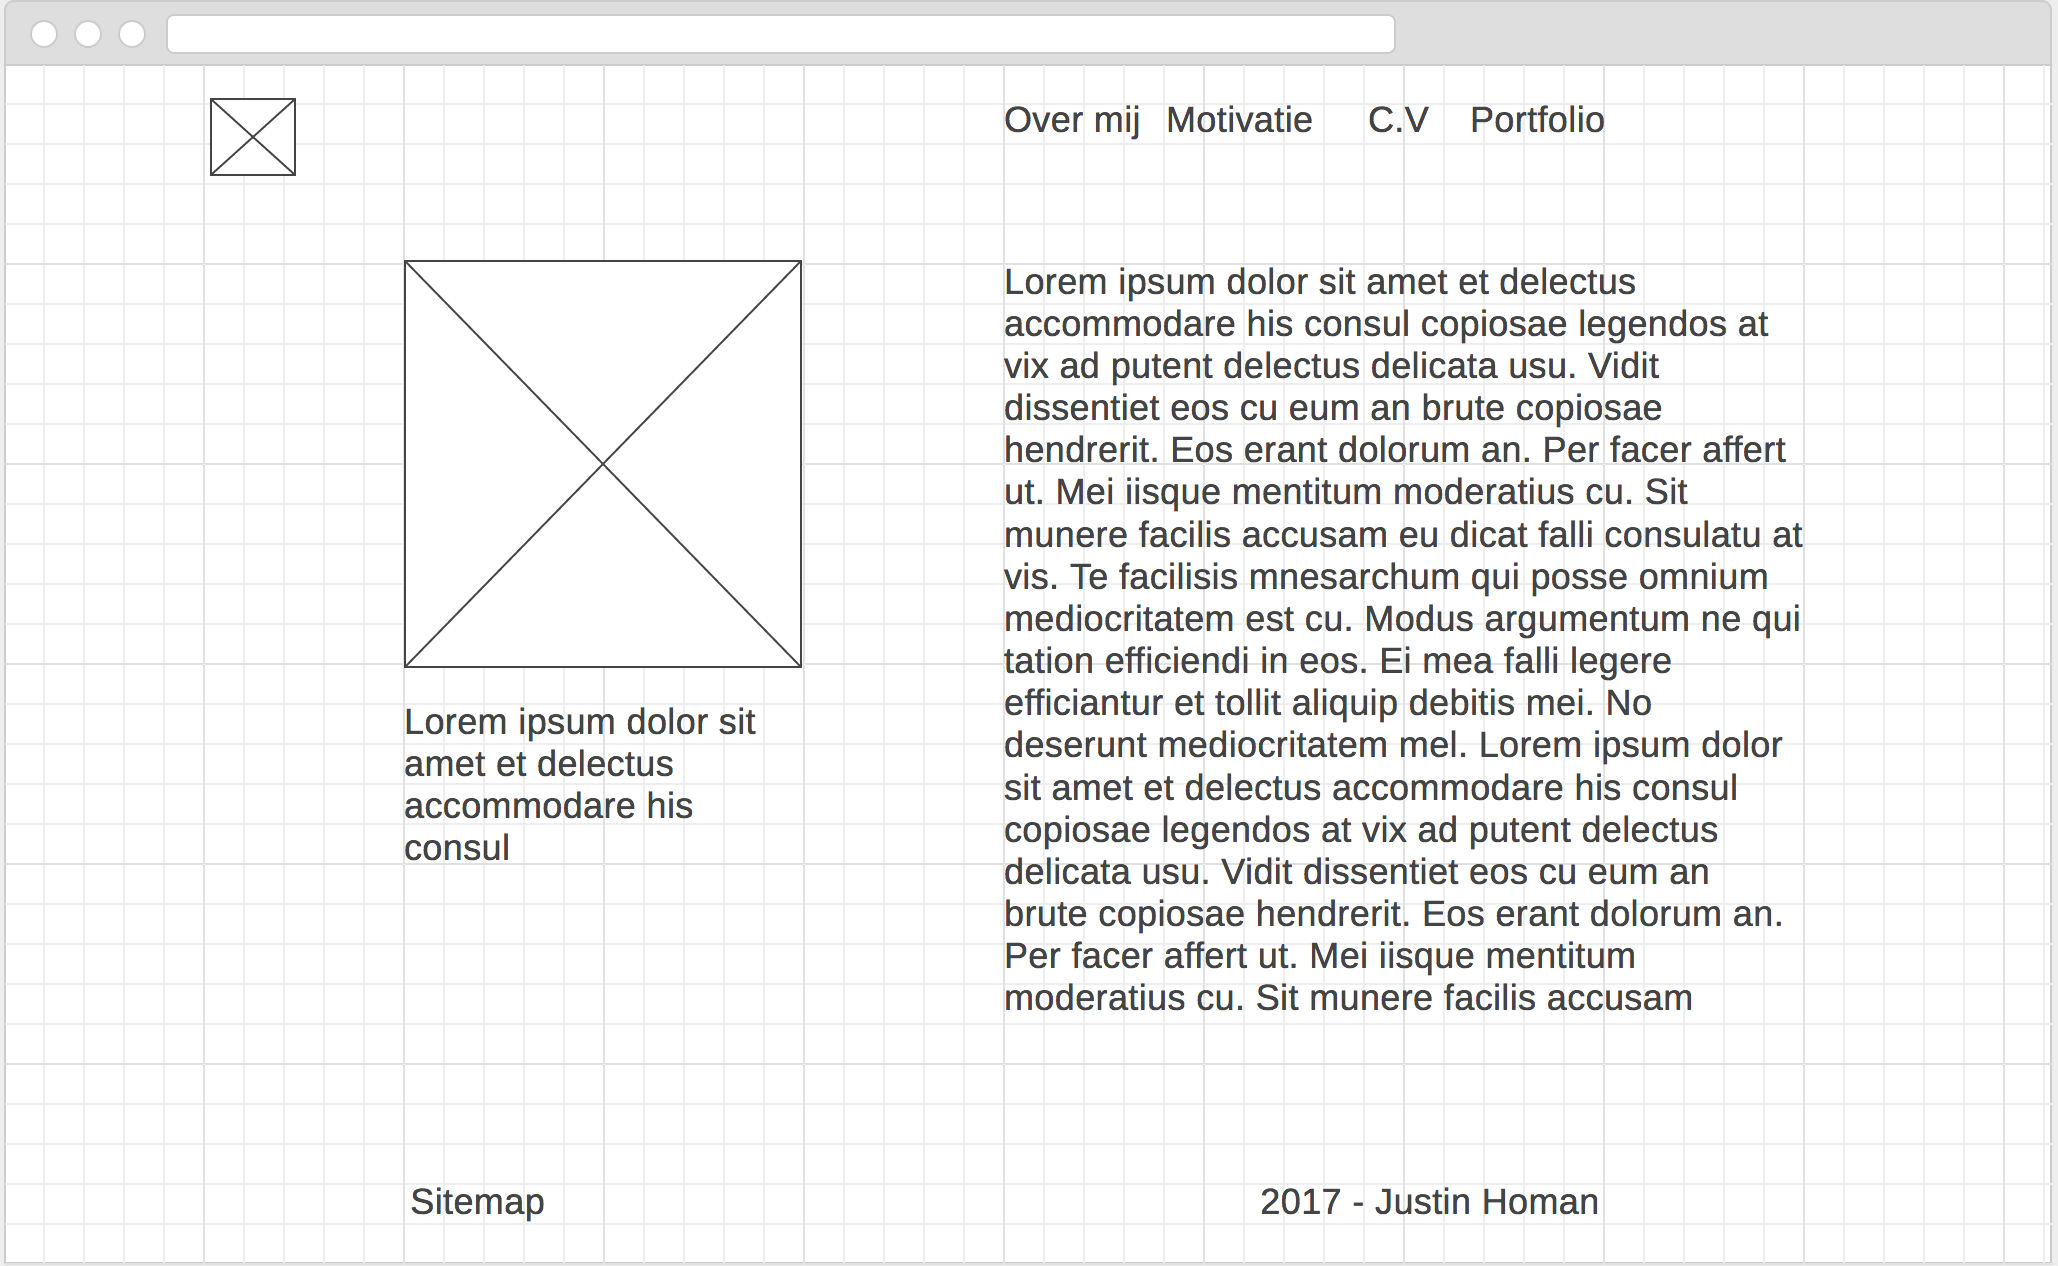 Over mij Motivatie C.V Portfolio
Lorem ipsum dolor sit amet et delectus
accommodare his consul copiosae legendos at
vix ad putent delectus delicata usu. Vidit
dissentiet eos cu eum an brute copiosae
hendrerit. Eos erant dolorum an. Per facer affert
ut. Mei iisque mentitum moderatius cu. Sit
munere facilis accusam eu dicat falli consulatu at
vis. Te facilisis mnesarchum qui posse omnium
mediocritatem est cu. Modus argumentum ne qui
tation efficiendi in eos. Ei mea falli legere
efficiantur et tollit aliquip debitis mei. No
deserunt mediocritatem mel. Lorem ipsum dolor
sit amet et delectus accommodare his consul
copiosae legendos at vix ad putent delectus
delicata usu. Vidit dissentiet eos cu eum an
brute copiosae hendrerit. Eos erant dolorum an.
Per facer affert ut. Mei iisque mentitum
moderatius cu. Sit munere facilis accusam
Lorem ipsum dolor sit
amet et delectus
accommodare his
consul
Sitemap
2017 - Justin Homan